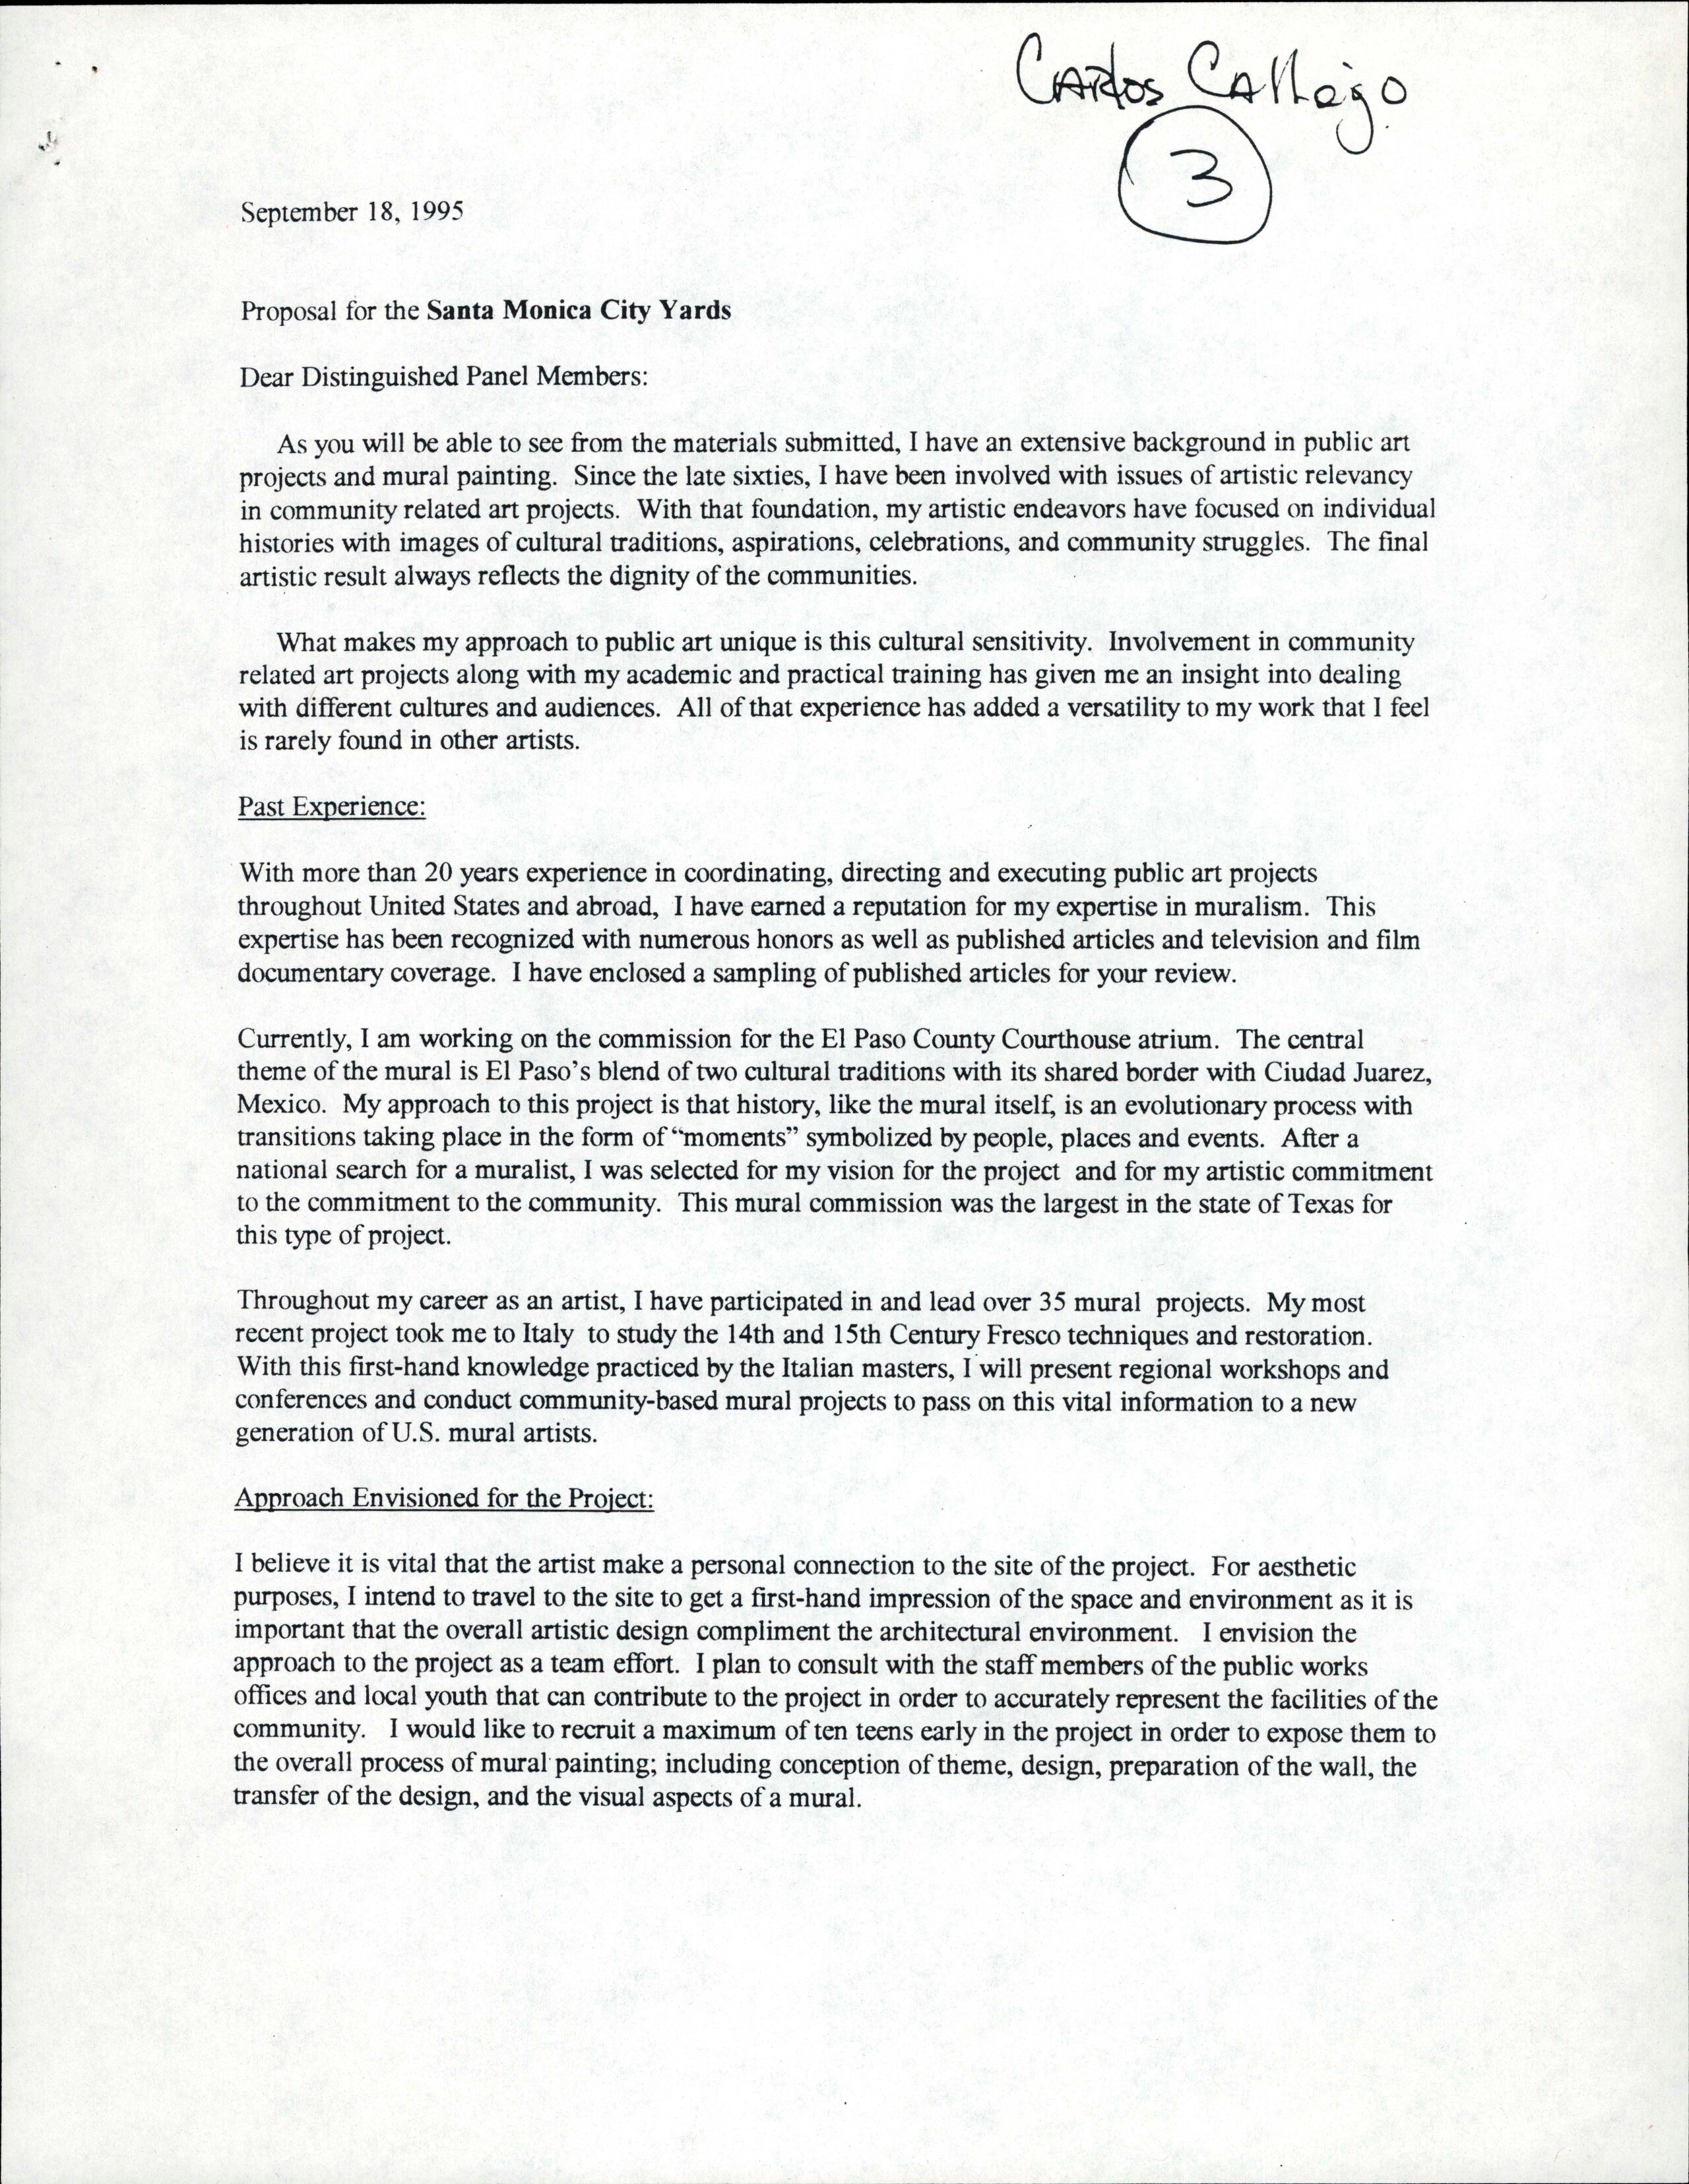 CARlos CAllejo
3
September 18, 1995
Proposal for the Santa Monica City Yards
Dear Distinguished Panel Members:
As you will be able to see from the materials submitted, I have an extensive background in public art
projects and mural painting. Since the late sixties, I have been involved with issues of artistic relevancy
in community related art projects. With that foundation, my artistic endeavors have focused on individual
histories with images of cultural traditions, aspirations, celebrations, and community struggles. The final
artistic result always reflects the dignity of the communities.
What makes my approach to public art unique is this cultural sensitivity. Involvement in community
related art projects along with my academic and practical training has given me an insight into dealing
with different cultures and audiences. All of that experience has added a versatility to my work that I feel
is rarely found in other artists.
Past Experience:
With more than 20 years experience in coordinating, directing and executing public art projects
throughout United States and abroad, I have earned a reputation for my expertise in muralism. This
expertise has been recognized with numerous honors as well as published articles and television and film
documentary coverage. I have enclosed a sampling of published articles for your review.
Currently, I am working on the commission for the El Paso County Courthouse atrium. The central
theme of the mural is El Paso's blend of two cultural traditions with its shared border with Ciudad Juarez,
Mexico. My approach to this project is that history, like the mural itself, is an evolutionary process with
transitions taking place in the form of “moments” symbolized by people, places and events. After a
national search for a muralist, I was selected for my vision for the project and for my artistic commitment
to the commitment to the community. This mural commission was the largest in the state of Texas for
this type of project.
Throughout my career as an artist, I have participated in and lead over 35 mural projects. My most
recent project took me to Italy to study the 14th and 15th Century Fresco techniques and restoration.
With this first-hand knowledge practiced by the Italian masters, I will present regional workshops and
conferences and conduct community-based mural projects to pass on this vital information to a new
generation of U.S. mural artists.
Approach Envisioned for the Project:
I believe it is vital that the artist make a personal connection to the site of the project. For aesthetic
purposes, I intend to travel to the site to get a first-hand impression of the space and environment as it is
important that the overall artistic design compliment the architectural environment. I envision the
approach to the project as a team effort. I plan to consult with the staff members of the public works
offices and local youth that can contribute to the project in order to accurately represent the facilities of the
community. I would like to recruit a maximum of ten teens early in the project in order to expose them to
the overall process of mural painting; including conception of theme, design, preparation of the wall, the
transfer of the design, and the visual aspects of a mural.